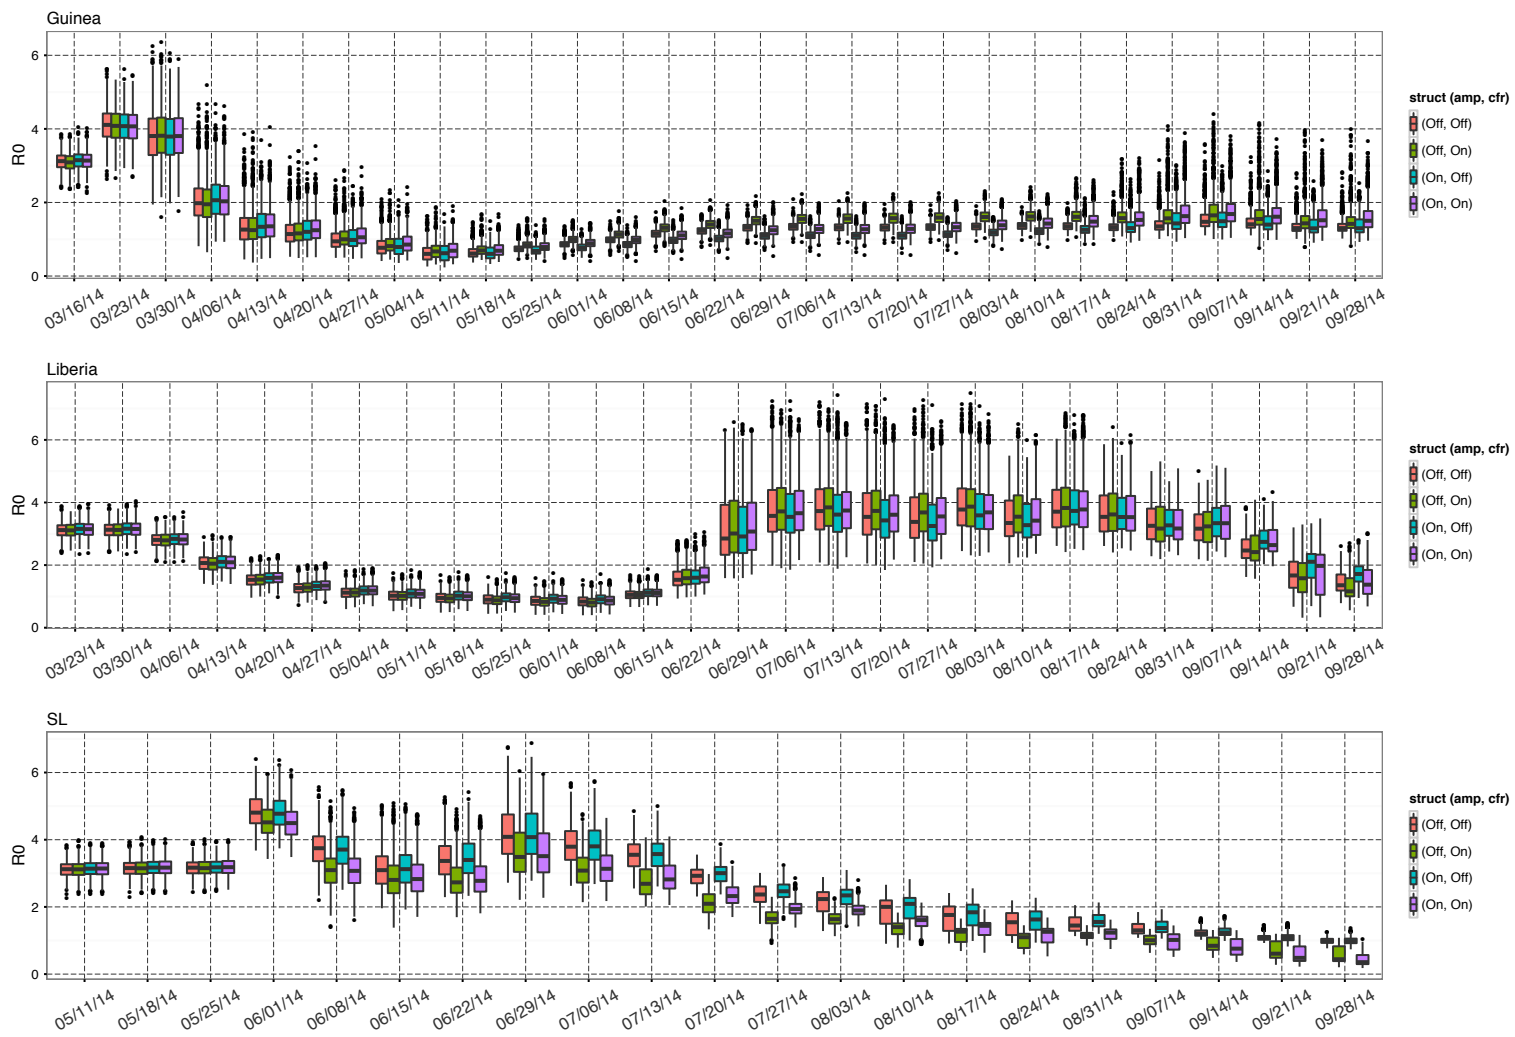 Guinea
6
4
2
0
R0
03/16/14 03/23/14 03/30/14 04/06/14 04/13/14 04/20/14 04/27/14 05/04/14 05/11/14 05/18/14 05/25/14 06/01/14 06/08/14 06/15/14 06/22/14 06/29/14 07/06/14 07/13/14 07/20/14 07/27/14 08/03/14 08/10/14 08/17/14 08/24/14 08/31/14 09/07/14 09/14/14 09/21/14 09/28/14
struct (amp, cfr)
(Off, Off)
(Off, On)
(On, Off)
(On, On)
Liberia
6
4
2
0
R0
03/23/14 03/30/14 04/06/14 04/13/14 04/20/14 04/27/14 05/04/14 05/11/14 05/18/14 05/25/14 06/01/14 06/08/14 06/15/14 06/22/14 06/29/14 07/06/14 07/13/14 07/20/14 07/27/14 08/03/14 08/10/14 08/17/14 08/24/14 08/31/14 09/07/14 09/14/14 09/21/14 09/28/14
struct (amp, cfr)
(Off, Off)
(Off, On)
(On, Off)
(On, On)
SL
6
4
2
0
R0
05/11/14 05/18/14 05/25/14 06/01/14 06/08/14 06/15/14 06/22/14 06/29/14 07/06/14 07/13/14 07/20/14 07/27/14 08/03/14 08/10/14 08/17/14 08/24/14 08/31/14 09/07/14 09/14/14 09/21/14 09/28/14
struct (amp, cfr)
(Off, Off)
(Off, On)
(On, Off)
(On, On)